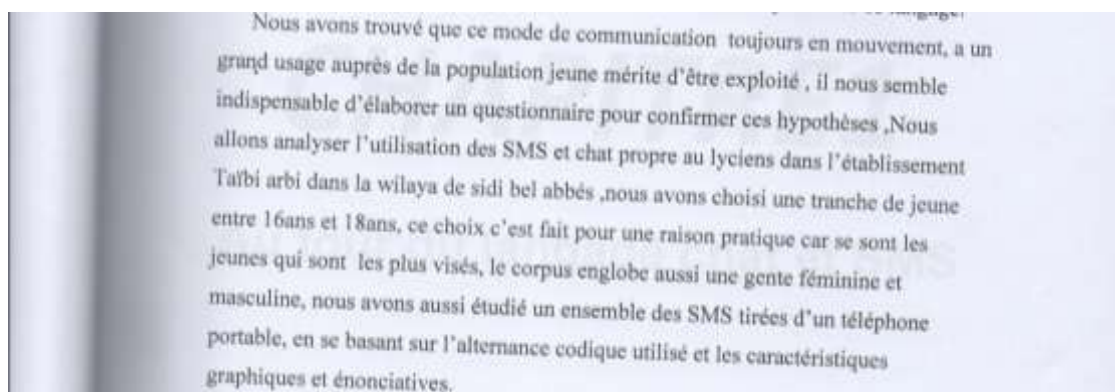 langage.
Nous avons trouvé que ce mode de communication toujours en mouvement, a un
grand usage auprès de la population jeune mérite d'être exploité , il nous semble
indispensable d'élaborer un questionnaire pour confirmer ces hypothèses ,Nous
allons analyser l'utilisation des SMS et chat propre au lyciens dans l'établissement
Taïbi arbi dans la wilaya de sidi bel abbés ,nous avons choisi une tranche de jeune
entre 16ans et 18ans, ce choix c'est fait pour une raison pratique car se sont les
jeunes qui sont les plus visés, le corpus englobe aussi une gente féminine et
masculine, nous avons aussi étudié un ensemble des SMS tirées d'un téléphone
portable, en se basant sur l'alternance codique utilisé et les caractéristiques
graphiques et énonciatives.